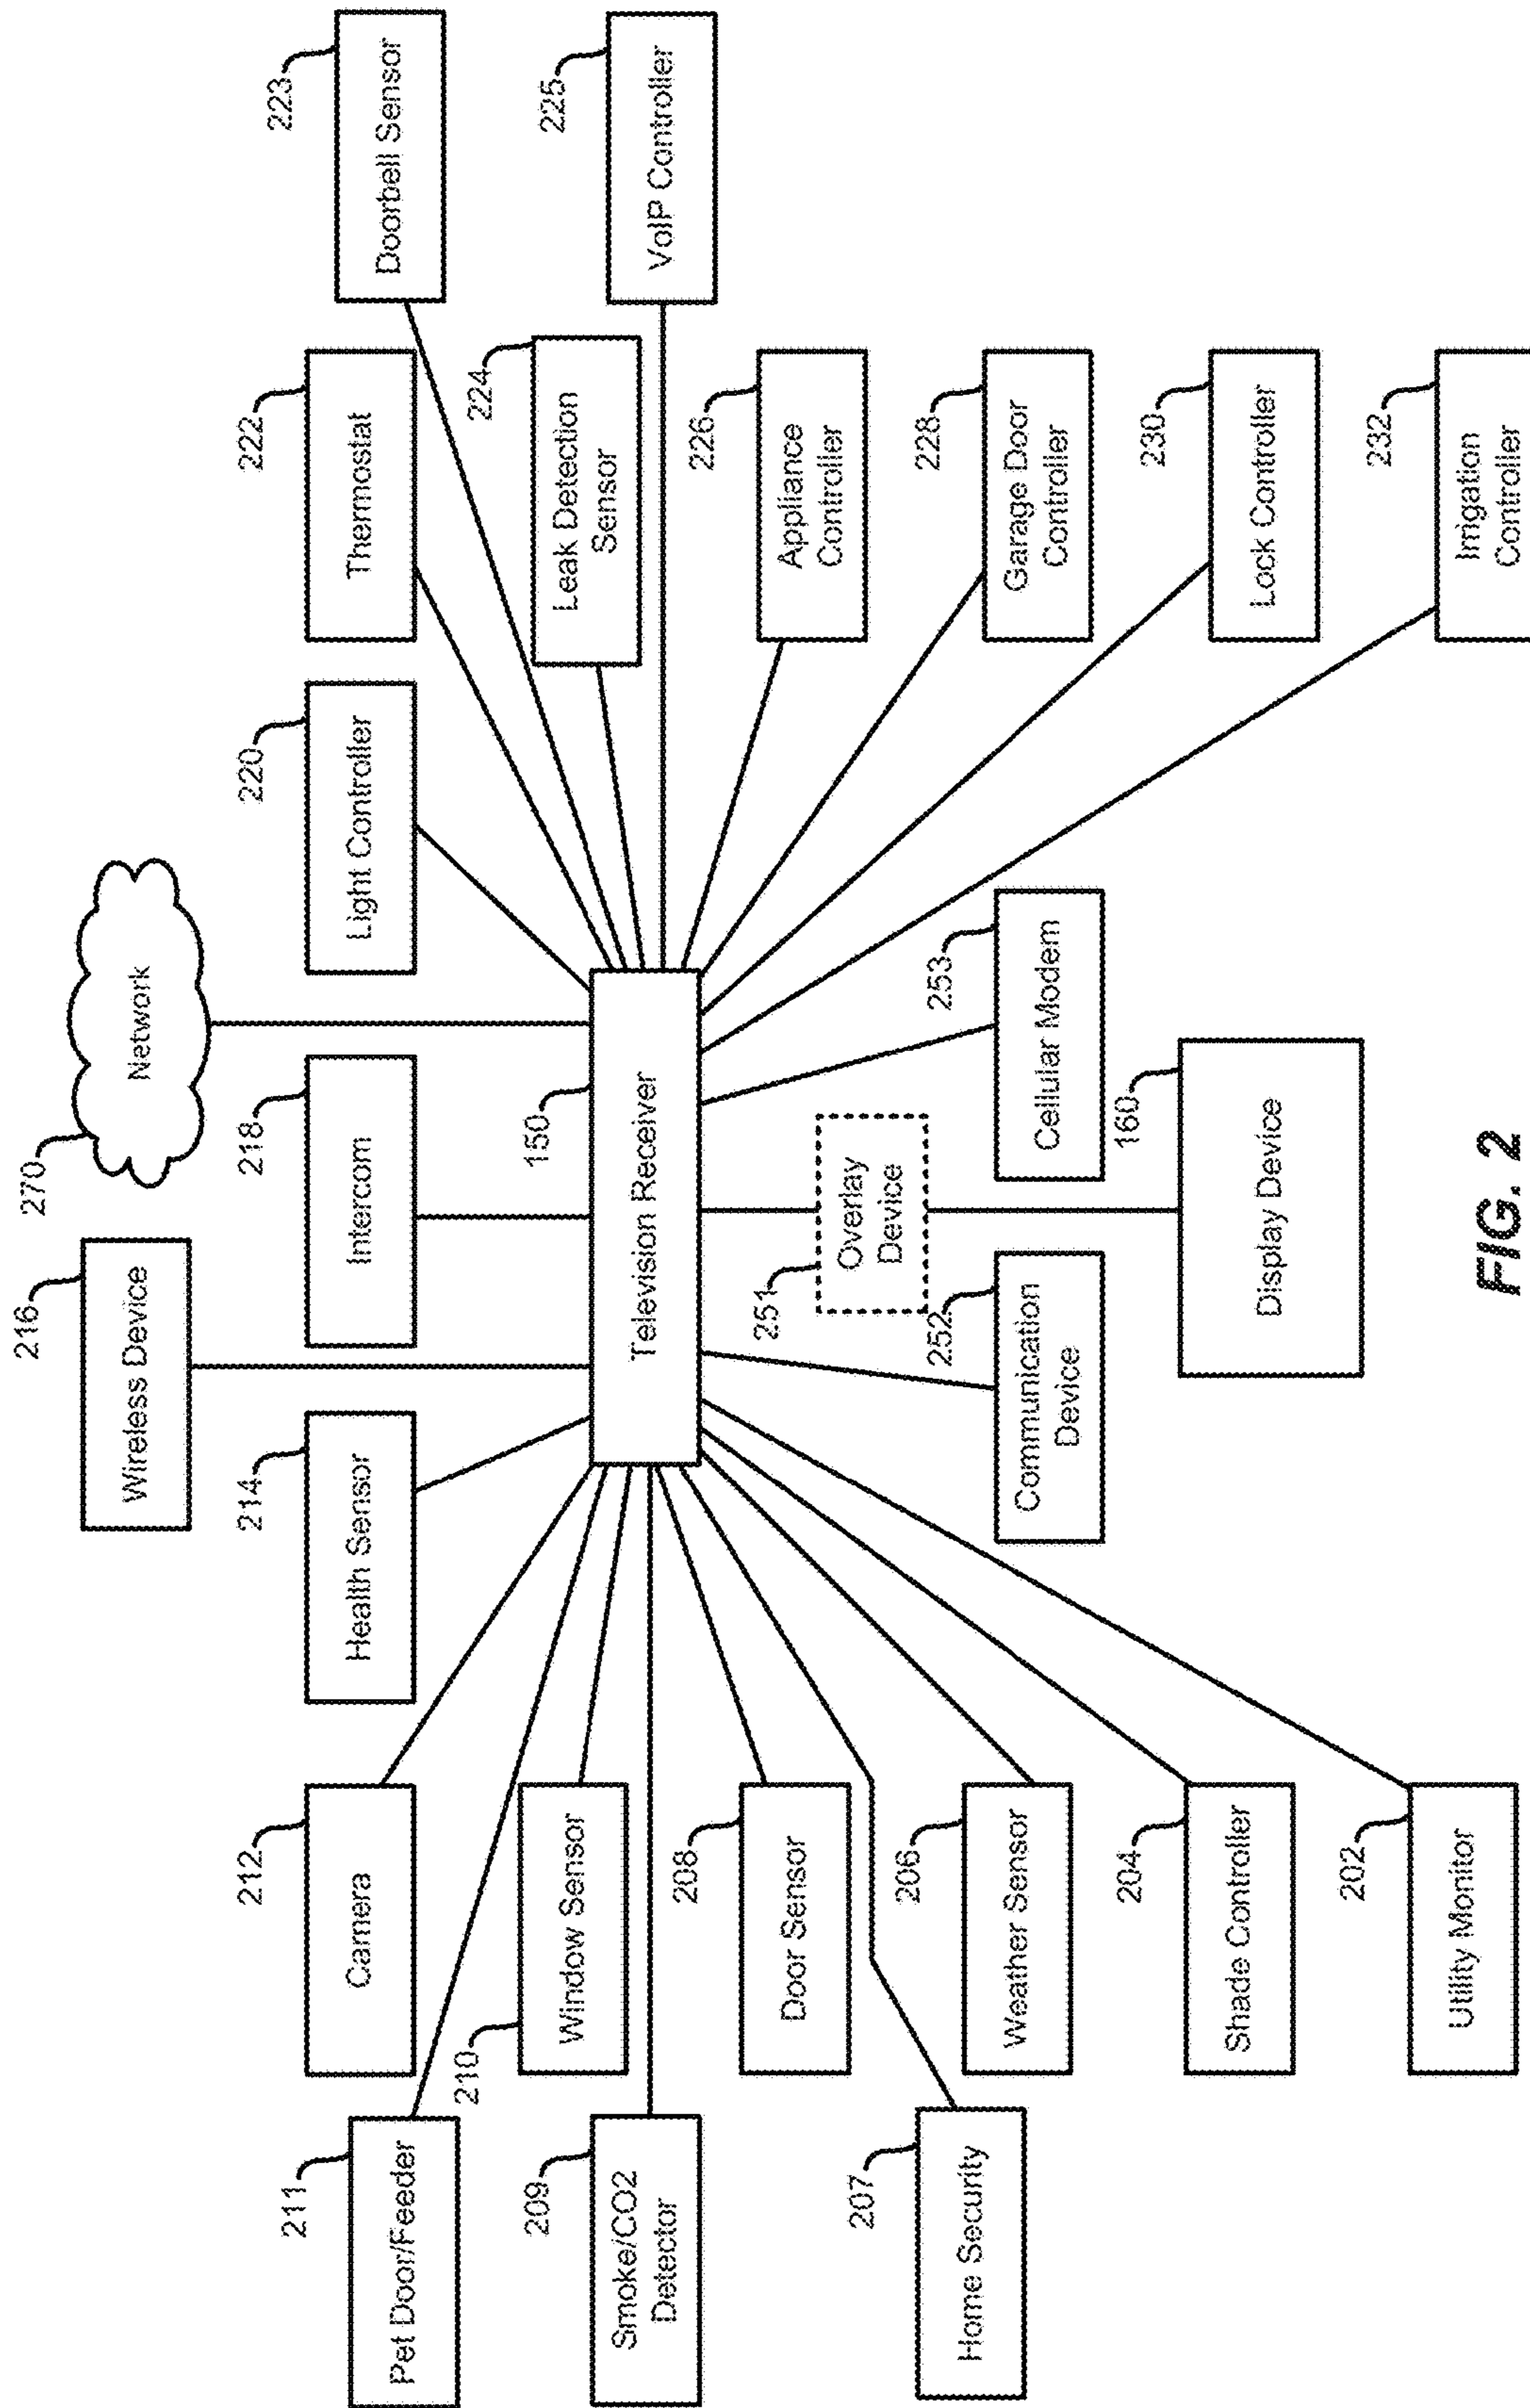 270
Network
216
Wireless Device
218
Intercom
214
Health Sensor
220
Light Controller
222
Thermostat
223
Doorbell Sensor
212
Camera
211
Pet Door/Feeder
210
Window Sensor
209
Smoke/CO2
Detector
150
Television Receiver
224
Leak Detection
Sensor
225
VoIP Controller
208
Door Sensor
226
Appliance
Controller
207
Home Security
206
Weather Sensor
251
Overlay
Device
252
Communication
Device
253
Cellular Modem
228
Garage Door
Controller
204
Shade Controller
160
Display Device
230
Lock Controller
202
Utility Monitor
232
Irrigation
Controller
FIG. 2